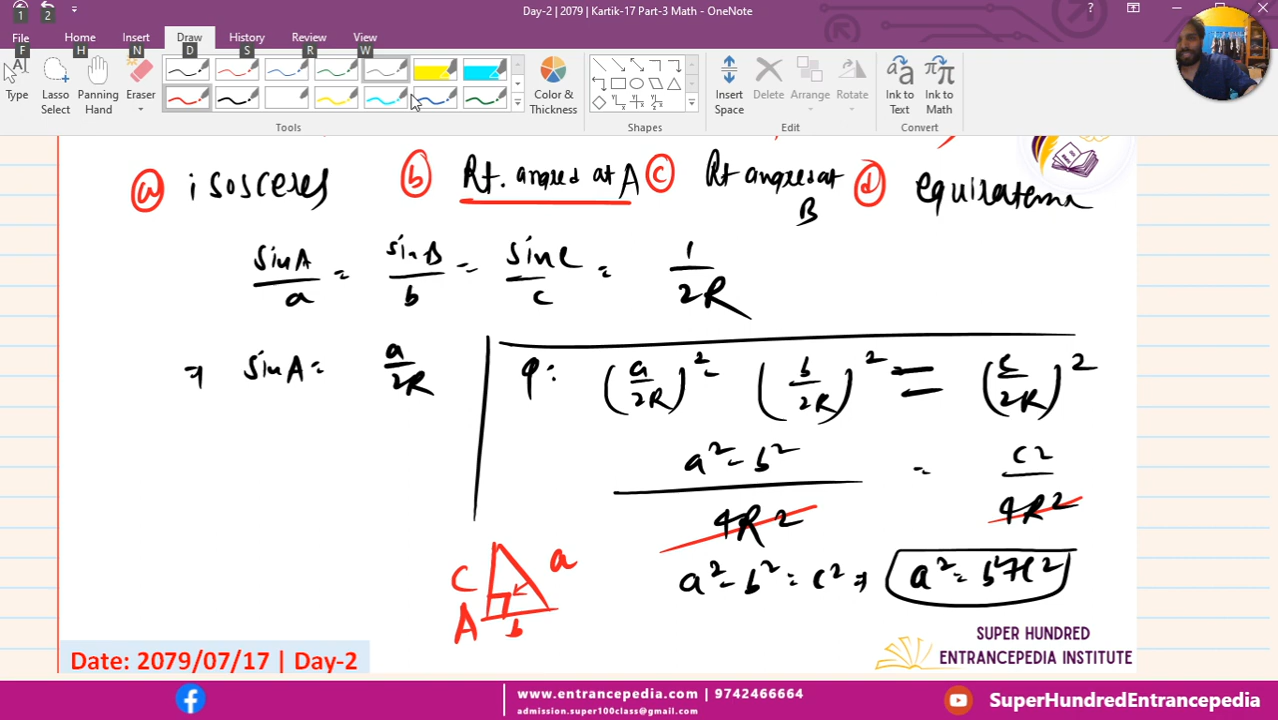 Day-2 | 2079 | Kartik-17 Part-3 Math - OneNote
1 2
File Home Insert Draw History Review View
F H N D S R W
Type Lasso Select Panning Hand Eraser Color & Thickness Insert Space Delete Arrange Rotate Ink to Text Ink to Math
Tools Shapes Edit Convert
(a) isosceles (b) Rt. angled at A (c) Rt angled at B (d) equilateral
sinA/a = sinB/b = sinC/c = 1/2R
⇒ sinA = a/2R
φ: (a/2R)² - (b/2R)² = (c/2R)²
a² - b² / 4R² = c² / 4R²
a² - b² = c² ⇒ a² = b² + c²
C a
A b
SUPER HUNDRED
ENTRANCEPEDIA INSTITUTE
Date: 2079/07/17 | Day-2
www.entrancepedia.com | 9742466664
admission.super100class@gmail.com
SuperHundredEntrancepedia